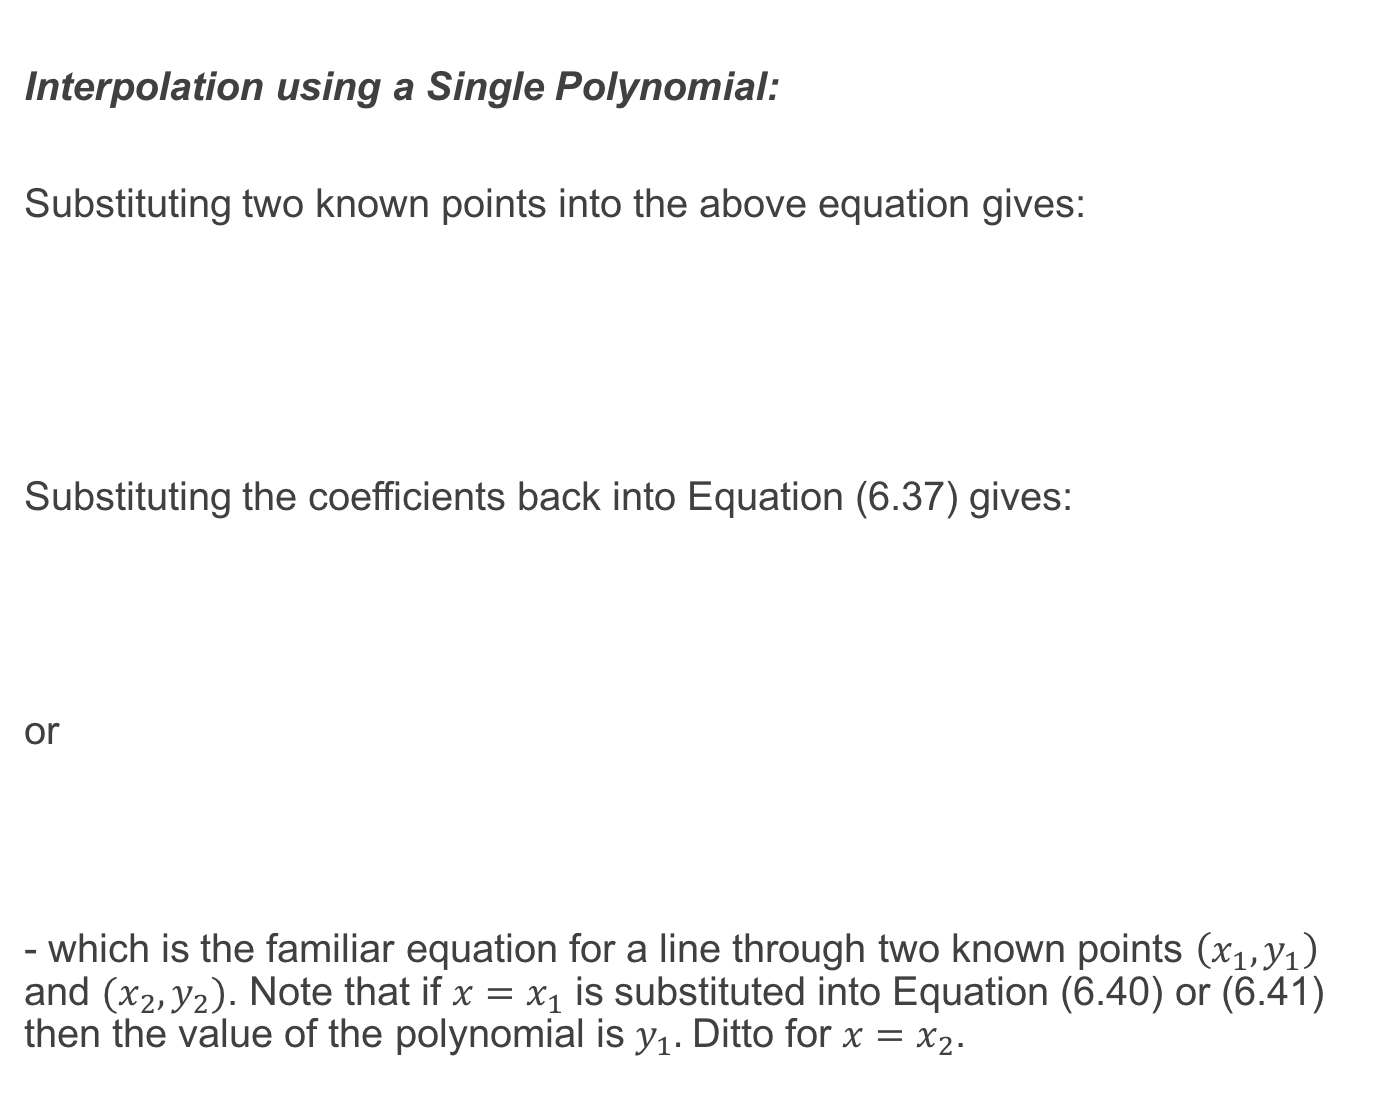 Interpolation using a Single Polynomial:
Substituting two known points into the above equation gives:
Substituting the coefficients back into Equation (6.37) gives:
or
- which is the familiar equation for a line through two known points (𝑥₁,𝑦₁)
and (𝑥₂,𝑦₂). Note that if 𝑥 = 𝑥₁ is substituted into Equation (6.40) or (6.41)
then the value of the polynomial is 𝑦₁. Ditto for 𝑥 = 𝑥₂.